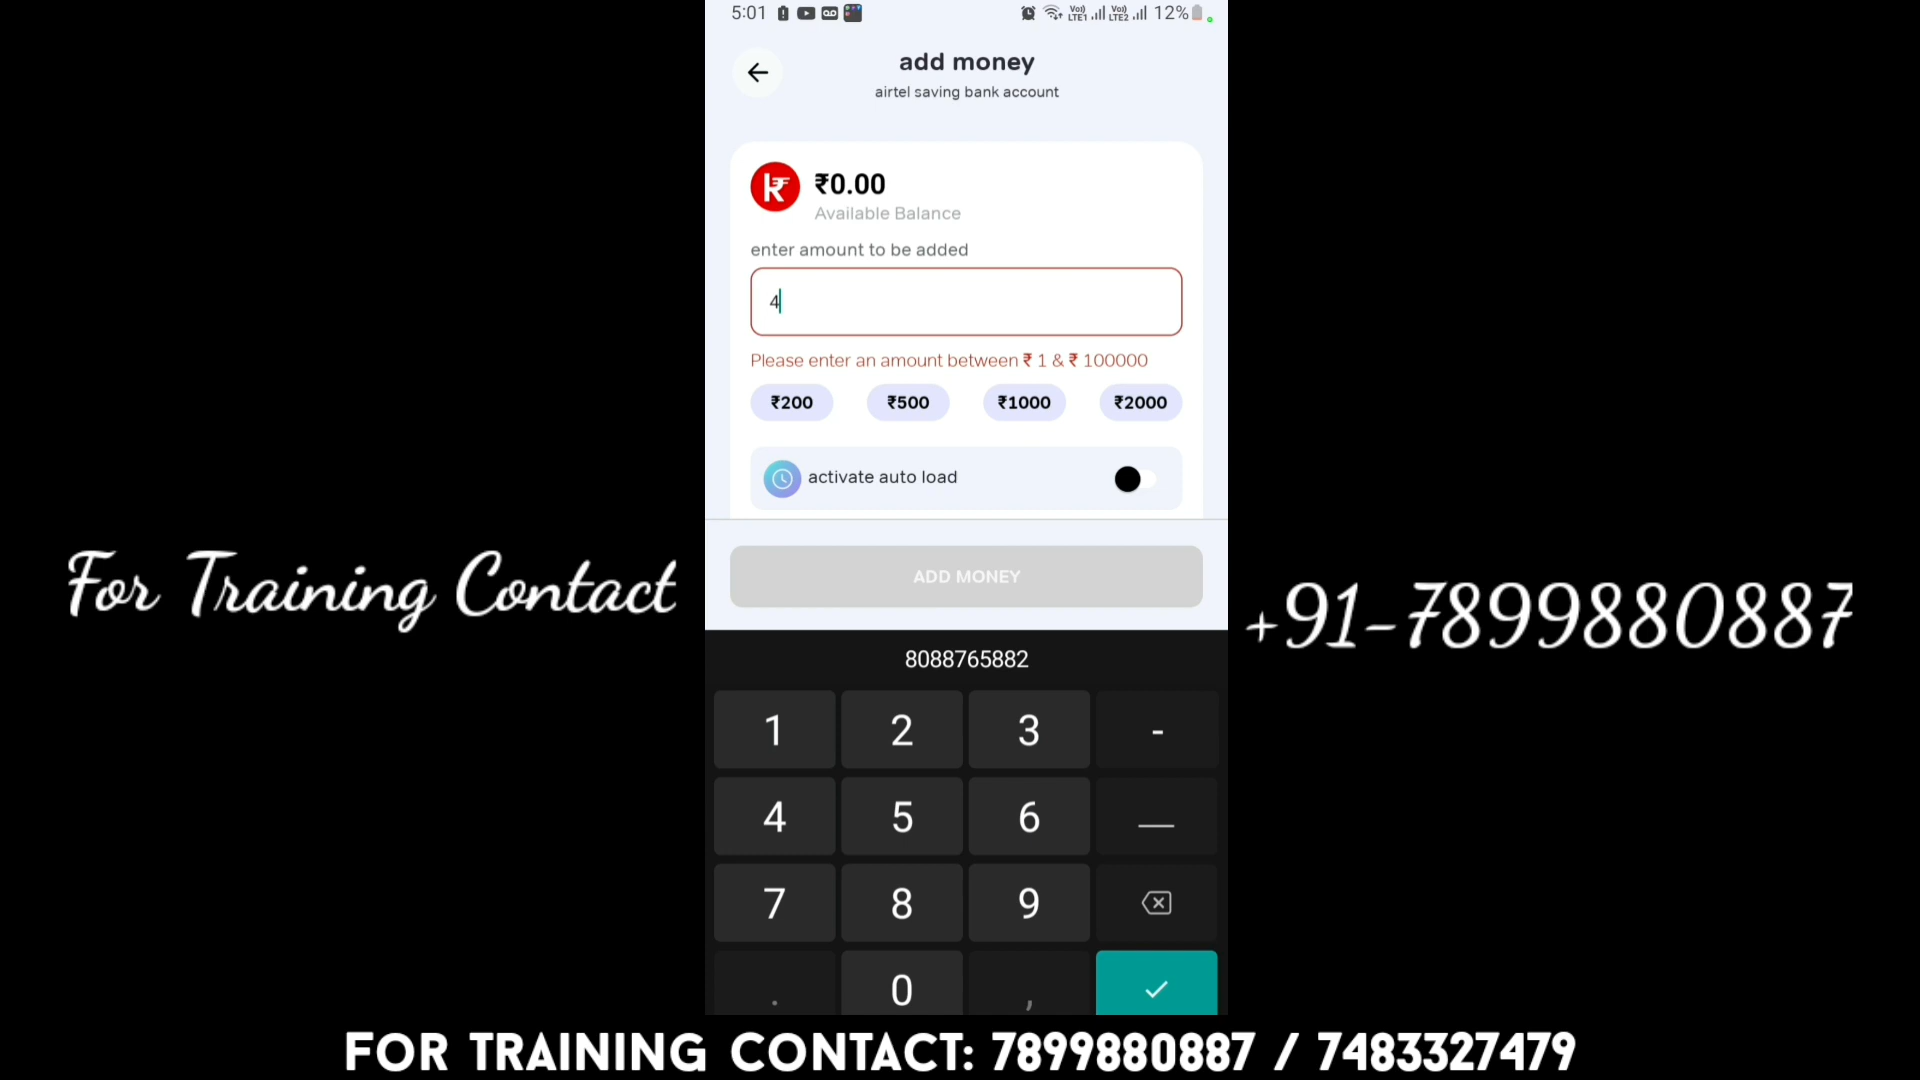 5:01 12%
add money
airtel saving bank account
₹0.00
Available Balance
enter amount to be added
4
Please enter an amount between ₹ 1 & ₹ 100000
₹200 ₹500 ₹1000 ₹2000
activate auto load
ADD MONEY
For Training Contact
+91-7899880887
8088765882
1 2 3 -
4 5 6
7 8 9
. 0 ,
FOR TRAINING CONTACT: 7899880887 / 7483327479